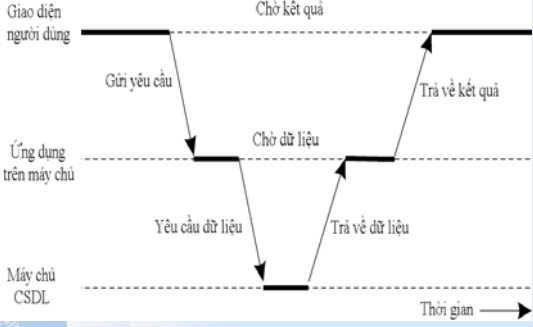 Giao diện
người dùng
Chờ kết quả
Gửi yêu cầu
Trả về kết quả
Ứng dụng
trên máy chủ
Chờ dữ liệu
Yêu cầu dữ liệu
Trả về dữ liệu
Máy chủ
CSDL
Thời gian